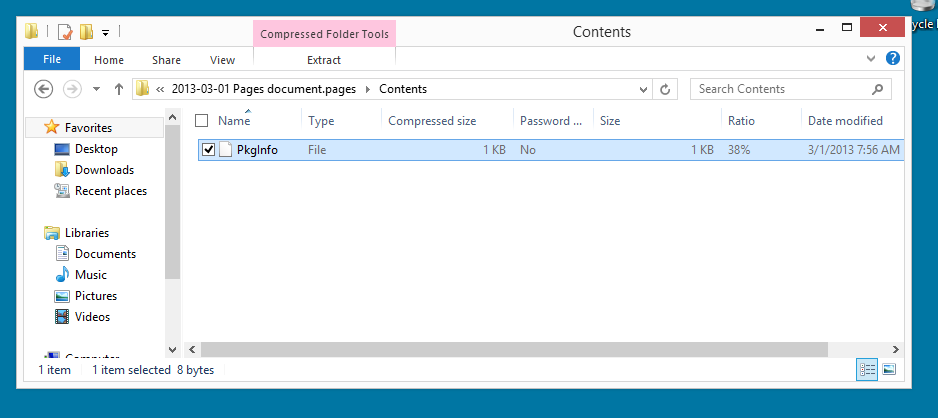 Compressed Folder Tools
Contents
File
Home
Share
View
Extract
2013-03-01 Pages document.pages
Contents
Search Contents
Favorites
Desktop
Downloads
Recent places
Libraries
Documents
Music
Pictures
Videos
Name
Type
Compressed size
Password ...
Size
Ratio
Date modified
PkgInfo
File
1 KB
No
1 KB
38%
3/1/2013 7:56 AM
1 item
1 item selected 8 bytes